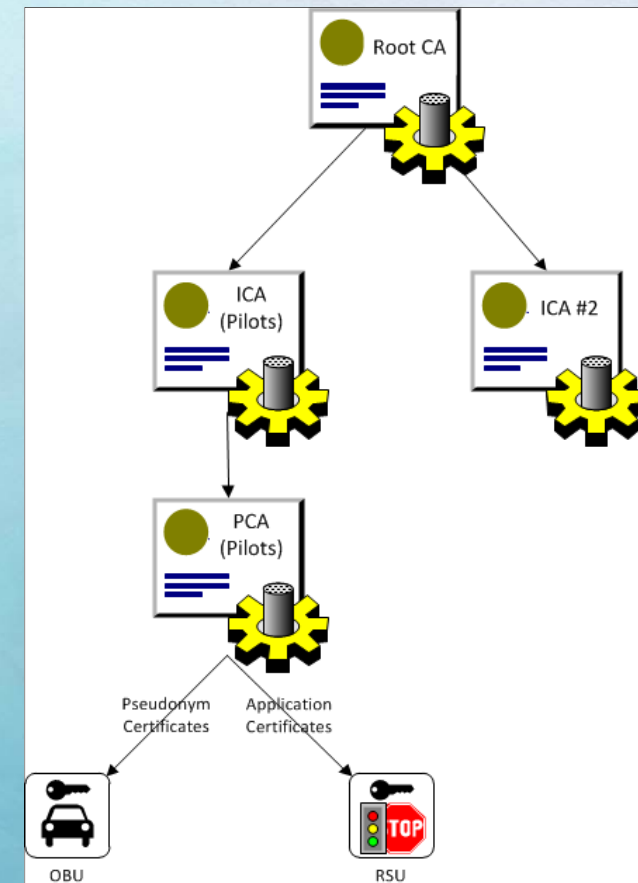 Root CA
ICA
(Pilots)
ICA #2
PCA
(Pilots)
Pseudonym
Certificates
Application
Certificates
STOP
OBU
RSU